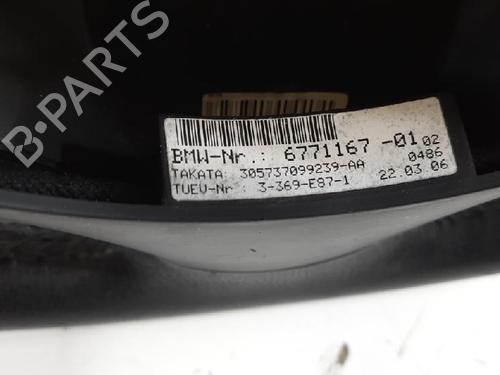 B-PARTS
BMW-Nr.: 6771167 -01 02
0486
TAKATA: 305737099239-AA 22.03.06
TUEV-Nr: 3-369-E87-1